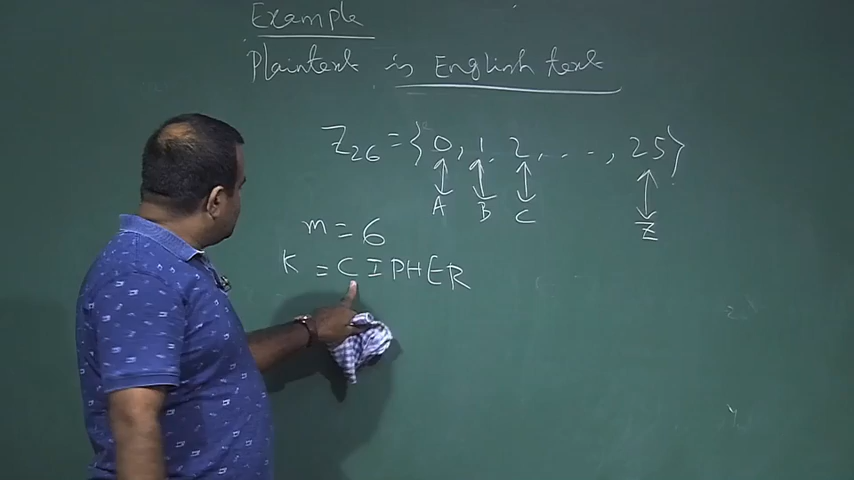 Example
Plaintext is English text
Z₂₆ = {0, 1, 2, ..., 25}
A B C Z
m = 6
K = CIPHER